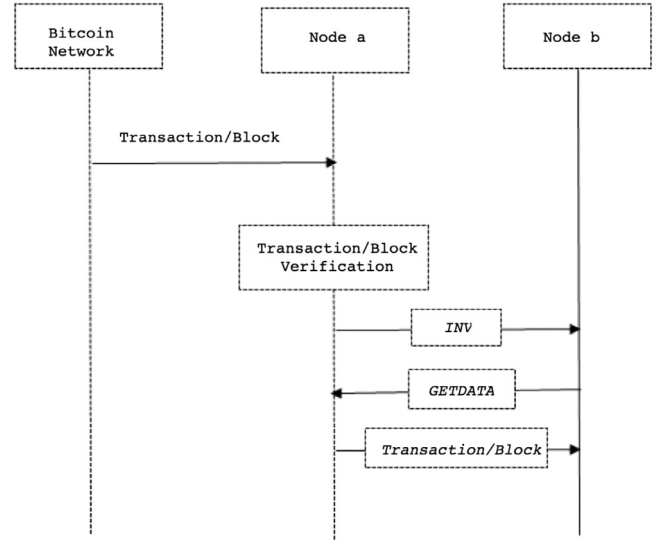 Bitcoin
Network
Node a
Node b
Transaction/Block
Transaction/Block
Verification
INV
GETDATA
Transaction/Block